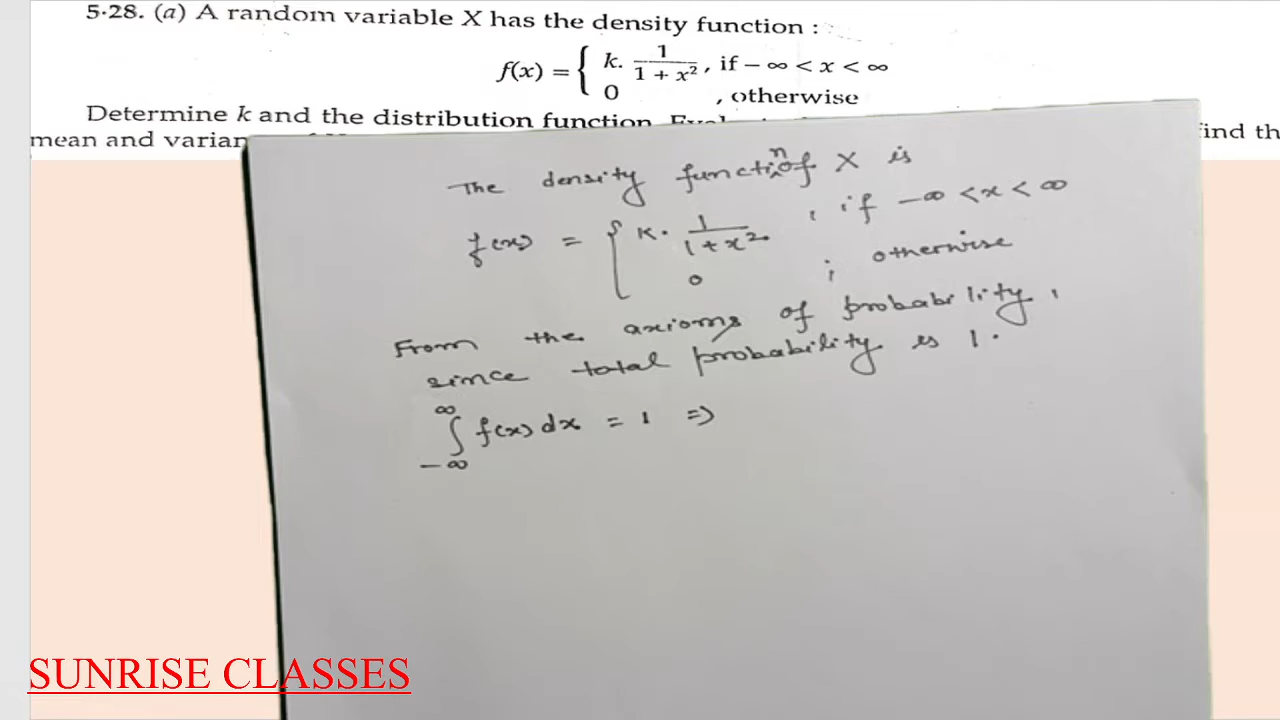 5·28. (a) A random variable X has the density function :
f(x) = { k. 1/(1 + x²), if – ∞ < x < ∞
0 , otherwise
Determine k and the distribution function.
mean and find th
The density function of X is
f(x) = { K. 1/(1+x²) , if -∞ < x < ∞
0 ; otherwise
From the axioms of probability,
since total probability is 1.
∫_{-∞}^{∞} f(x) dx = 1 =>
SUNRISE CLASSES